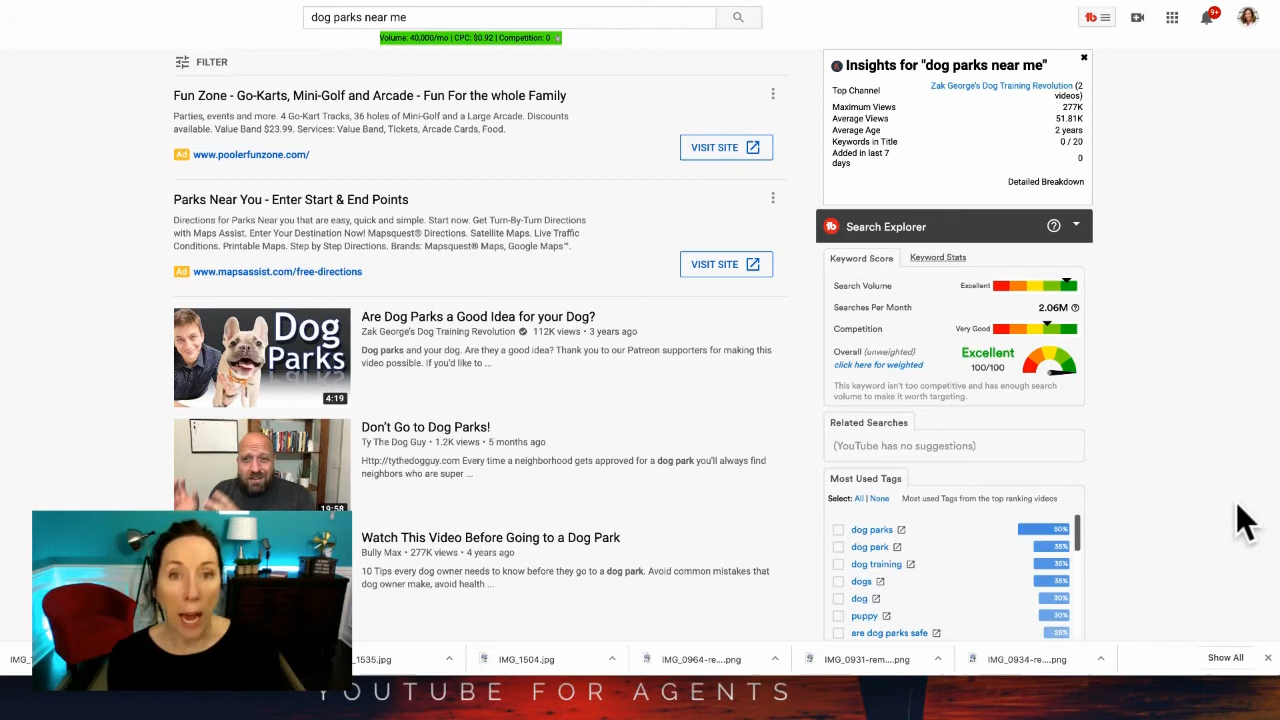 dog parks near me
9+
Volume: 40,000/mo | CPC: $0.92 | Competition: 0
FILTER
Fun Zone - Go-Karts, Mini-Golf and Arcade - Fun For the whole Family
Parties, events and more. 4 Go-Kart Tracks, 36 holes of Mini-Golf and a Large Arcade. Discounts
available. Value Band $23.99. Services: Value Band, Tickets, Arcade Cards, Food.
VISIT SITE
Ad www.poolerfunzone.com/
Parks Near You - Enter Start & End Points
Directions for Parks Near you that are easy, quick and simple. Start now. Get Turn-By-Turn Directions
with Maps Assist. Enter Your Destination Now! Mapsquest® Directions. Satellite Maps. Live Traffic
Conditions. Printable Maps. Step by Step Directions. Brands: Mapsquest® Maps, Google Maps™.
VISIT SITE
Ad www.mapsassist.com/free-directions
Dog
Parks
4:19
Are Dog Parks a Good Idea for your Dog?
Zak George's Dog Training Revolution 112K views • 3 years ago
Dog parks and your dog. Are they a good idea? Thank you to our Patreon supporters for making this
video possible. If you'd like to ...
19:58
Don't Go to Dog Parks!
Ty The Dog Guy • 1.2K views • 5 months ago
Http://tythedogguy.com Every time a neighborhood gets approved for a dog park you'll always find
neighbors who are super ...
Watch This Video Before Going to a Dog Park
Bully Max • 277K views • 4 years ago
10 Tips every dog owner needs to know before they go to a dog park. Avoid common mistakes that
dog owner make, avoid health ...
Insights for "dog parks near me"
Top Channel Zak George's Dog Training Revolution (2
videos)
Maximum Views 277K
Average Views 51.81K
Average Age 2 years
Keywords in Title 0 / 20
Added in last 7
days 0
Detailed Breakdown
tb Search Explorer
Keyword Score Keyword Stats
Search Volume Excellent
Searches Per Month 2.06M
Competition Very Good
Overall (unweighted) Excellent
click here for weighted 100/100
This keyword isn't too competitive and has enough search
volume to make it worth targeting.
Related Searches
(YouTube has no suggestions)
Most Used Tags
Select: All | None Most used Tags from the top ranking videos
dog parks 50%
dog park 35%
dog training 35%
dogs 35%
dog 30%
puppy 30%
are dog parks safe 25%
IMG_1
1535.jpg
IMG_1504.jpg
IMG_0964-re....png
IMG_0931-rem....png
IMG_0934-re....png
Show All
YOUTUBE FOR AGENTS